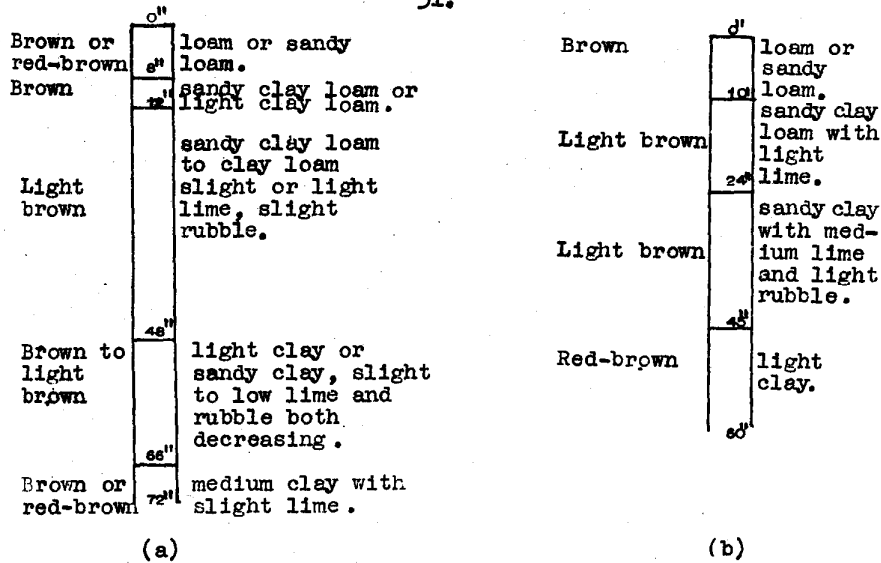 31.
0"
Brown or
red-brown
8"
loam or sandy
loam.
Brown
12"
sandy clay loam or
light clay loam.
Light
brown
sandy clay loam
to clay loam
slight or light
lime, slight
rubble.
48"
Brown to
light
brown
light clay or
sandy clay, slight
to low lime and
rubble both
decreasing.
66"
Brown or
red-brown
72"
medium clay with
slight lime.
(a)
0"
Brown
loam or
sandy
loam.
10"
Light brown
sandy clay
loam with
light
lime.
24"
Light brown
sandy clay
with med-
ium lime
and light
rubble.
45"
Red-brown
light
clay.
60"
(b)